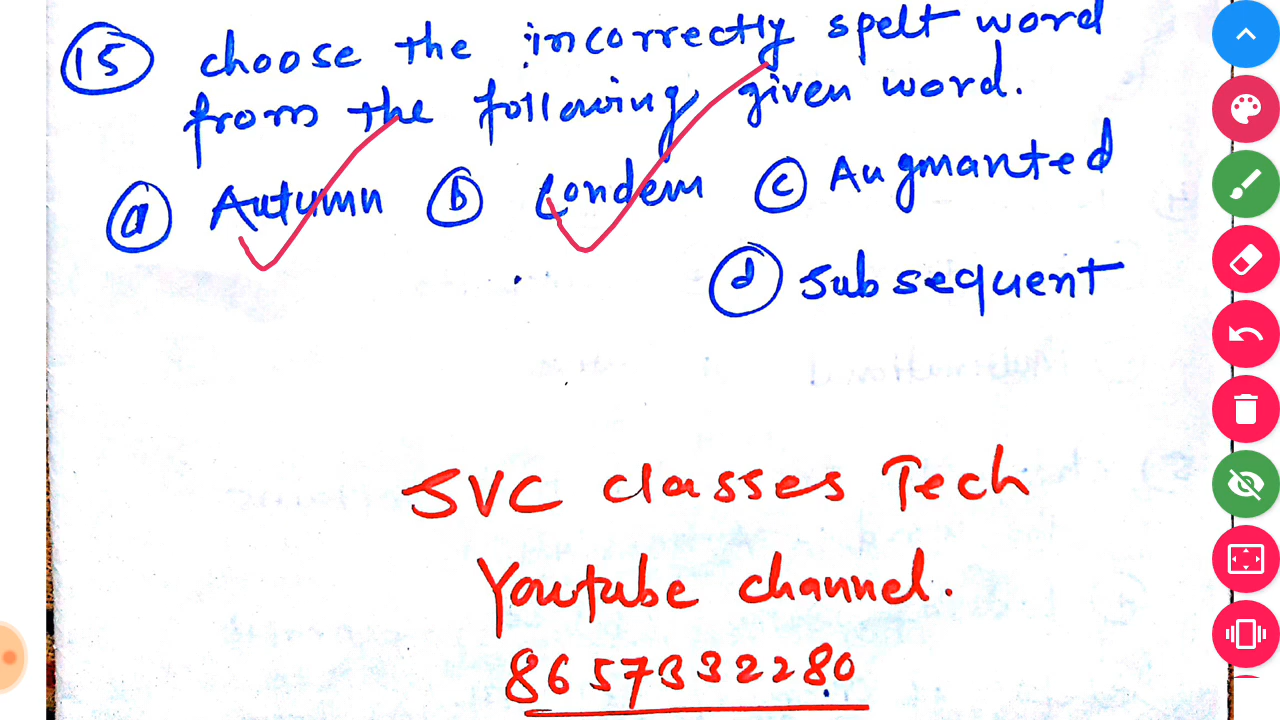 15 choose the incorrectly spelt word
from the following given word.
a Autumn b Condem c Augmanted
d Subsequent
SVC classes Tech
Youtube channel.
8657332280